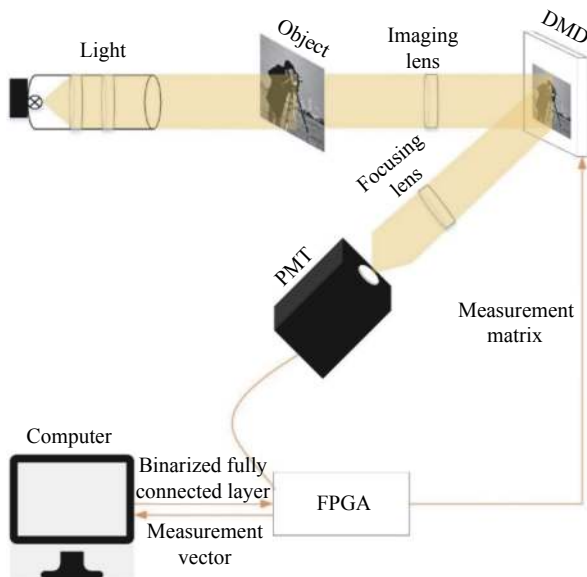 Light
Object
Imaging
lens
DMD
Focusing
lens
PMT
Measurement
matrix
Computer
Binarized fully
connected layer
FPGA
Measurement
vector